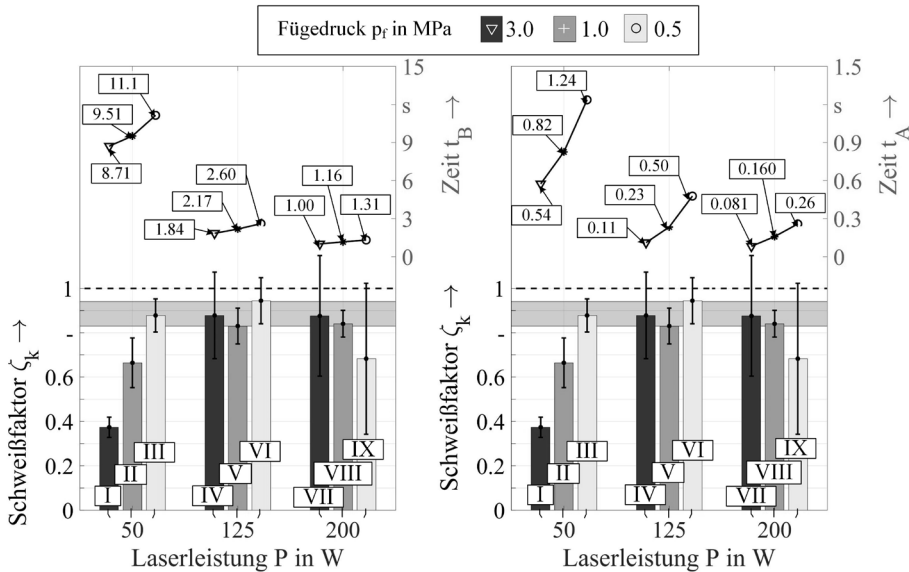 Fügedruck p_f in MPa 3.0 1.0 0.5
11.1
9.51
8.71
2.60
2.17
1.84
1.16
1.00
1.31
15
s
9
6
3
0
Zeit t_B →
1
-
0.6
0.4
0.2
0
Schweißfaktor ζ_k →
I
II
III
IV
V
VI
VII
VIII
IX
50 125 200
Laserleistung P in W
1.24
0.82
0.54
0.50
0.23
0.11
0.160
0.081
0.26
1.5
s
0.9
0.6
0.3
0
Zeit t_A →
1
-
0.6
0.4
0.2
0
Schweißfaktor ζ_k →
I
II
III
IV
V
VI
VII
VIII
IX
50 125 200
Laserleistung P in W